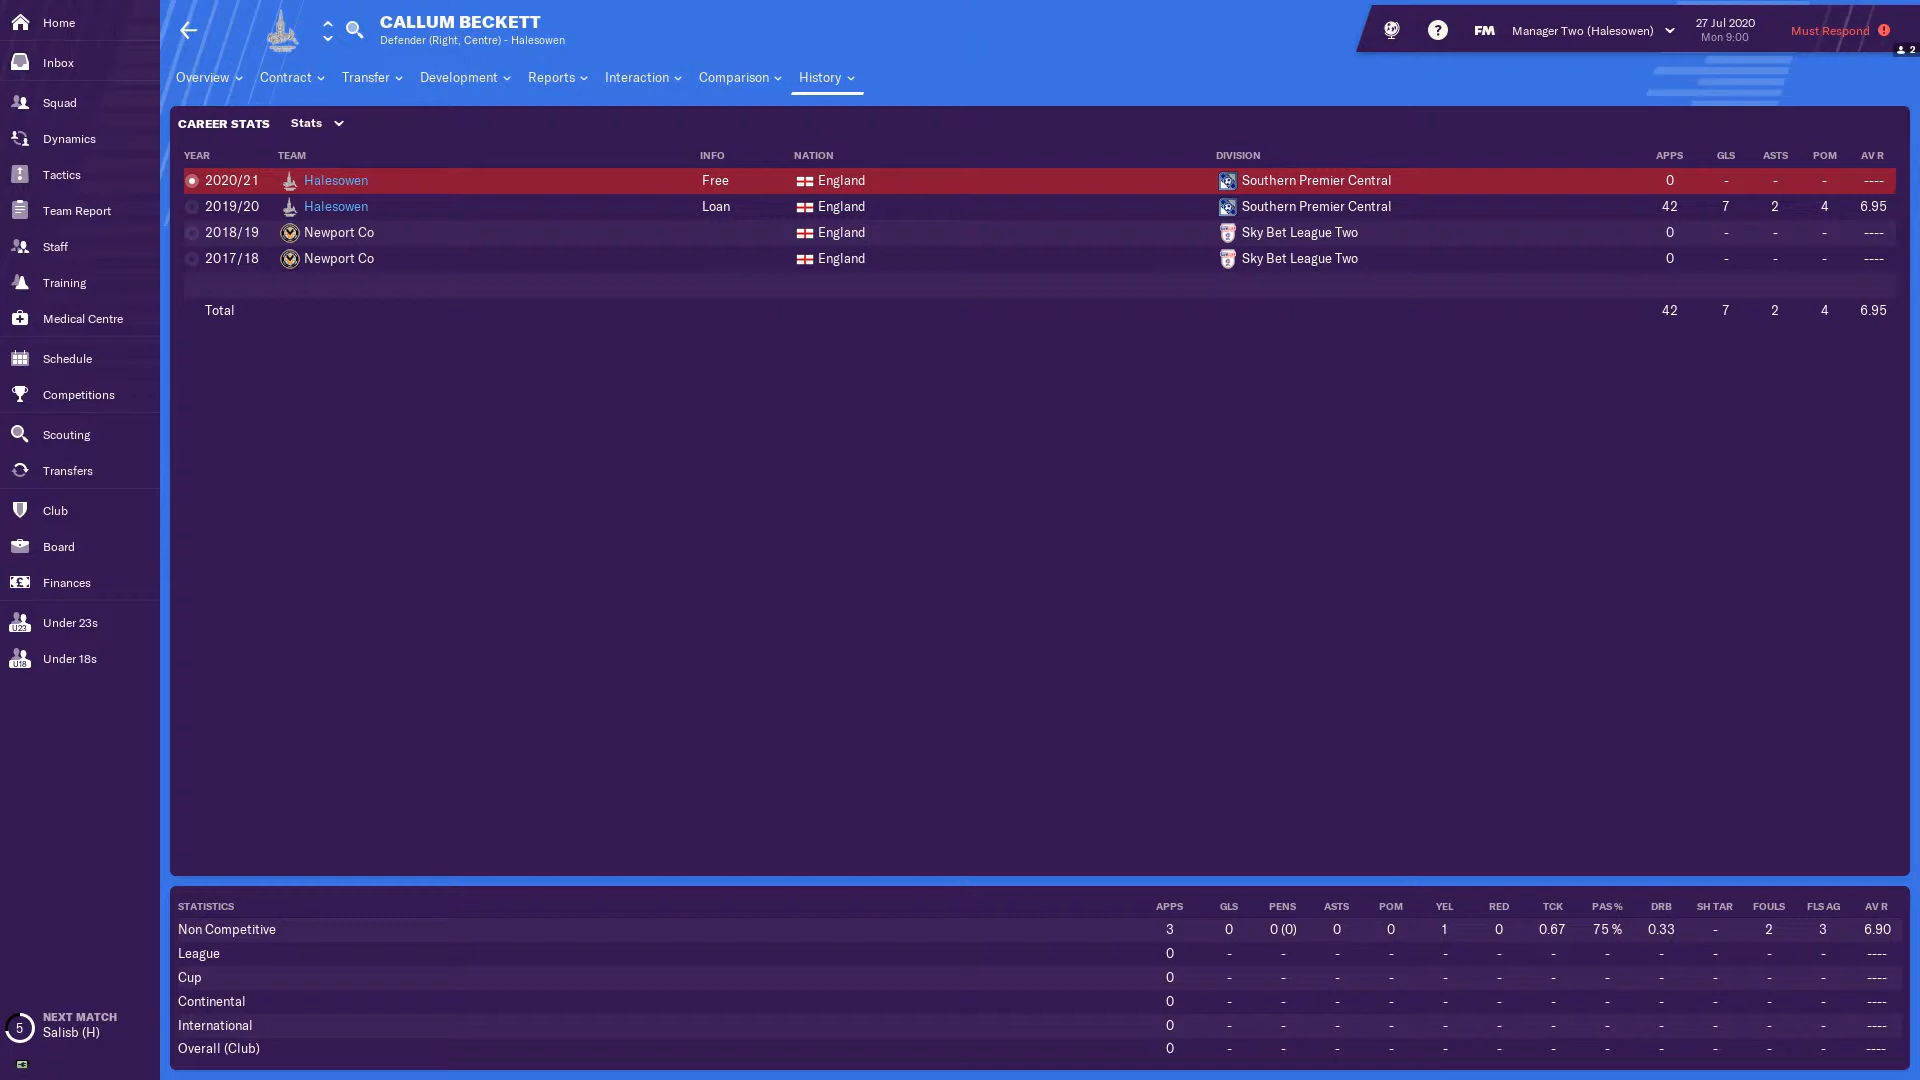 Home
Inbox
Squad
Dynamics
Tactics
Team Report
Staff
Training
Medical Centre
Schedule
Competitions
Scouting
Transfers
Club
Board
Finances
U23 Under 23s
U18 Under 18s
5 NEXT MATCH
Salisb (H)
CALLUM BECKETT
Defender (Right, Centre) - Halesowen
? FM Manager Two (Halesowen) 27 Jul 2020 Must Respond !
Mon 9:00
2
Overview Contract Transfer Development Reports Interaction Comparison History
CAREER STATS Stats
YEAR TEAM INFO NATION DIVISION APPS GLS ASTS POM AV R
2020/21 Halesowen Free England Southern Premier Central 0 - - - ----
2019/20 Halesowen Loan England Southern Premier Central 42 7 2 4 6.95
2018/19 Newport Co England Sky Bet League Two 0 - - - ----
2017/18 Newport Co England Sky Bet League Two 0 - - - ----
Total 42 7 2 4 6.95
STATISTICS APPS GLS PENS ASTS POM YEL RED TCK PAS % DRB SH TAR FOULS FLS AG AV R
Non Competitive 3 0 0 (0) 0 0 1 0 0.67 75 % 0.33 - 2 3 6.90
League 0 - - - - - - - - - - - - ----
Cup 0 - - - - - - - - - - - - ----
Continental 0 - - - - - - - - - - - - ----
International 0 - - - - - - - - - - - - ----
Overall (Club) 0 - - - - - - - - - - - - ----